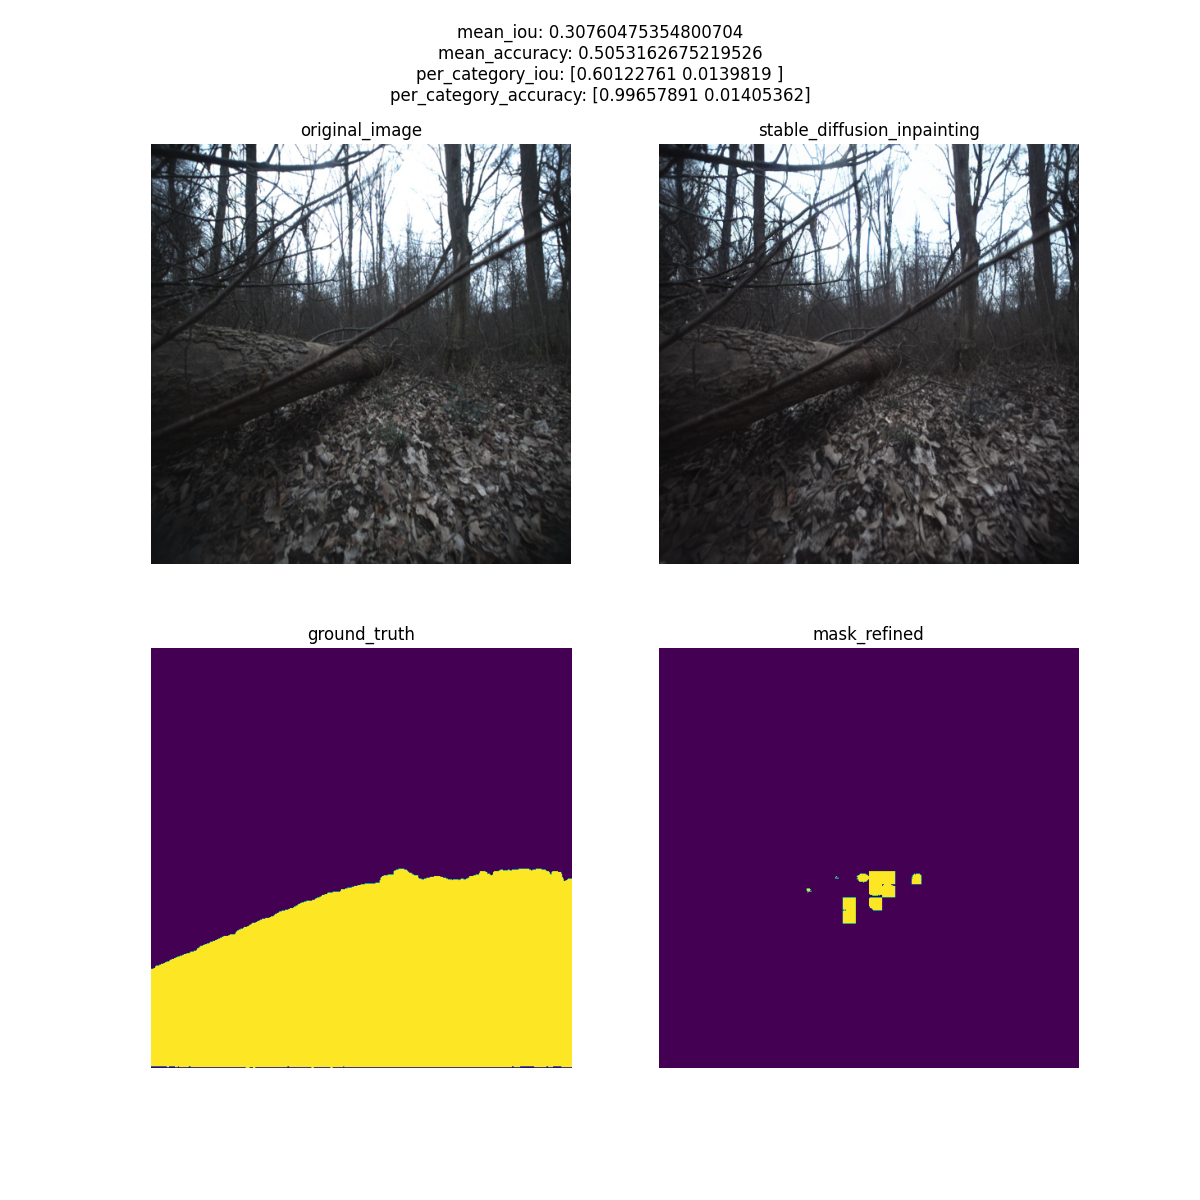 mean_iou: 0.30760475354800704
mean_accuracy: 0.5053162675219526
per_category_iou: [0.60122761 0.0139819 ]
per_category_accuracy: [0.99657891 0.01405362]
original_image
stable_diffusion_inpainting
ground_truth
mask_refined